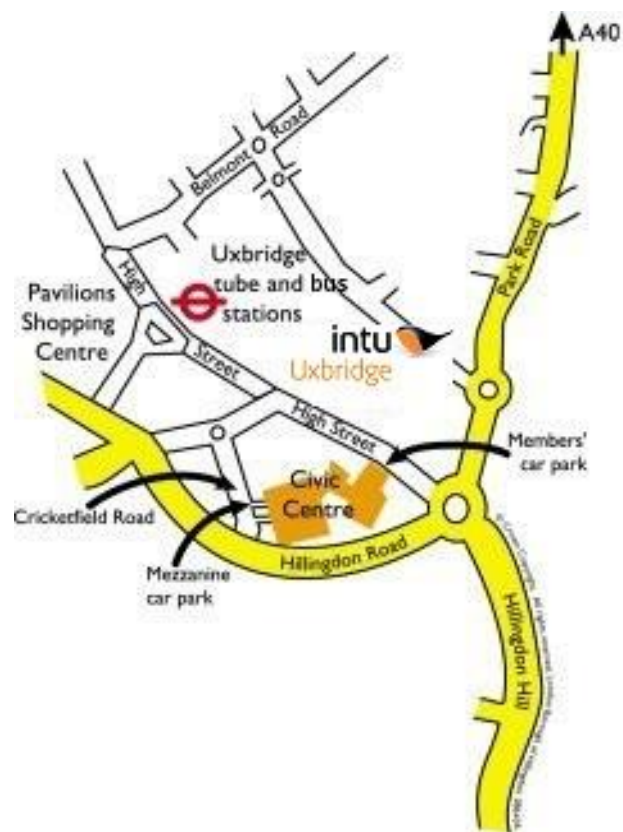 A40
Belmont Road
Park Road
High
Street
Uxbridge
tube and bus
stations
Pavilions
Shopping
Centre
intu
Uxbridge
High Street
Members'
car park
Civic
Centre
Cricketfield Road
Mezzanine
car park
Hillingdon Road
Hillingdon Hill